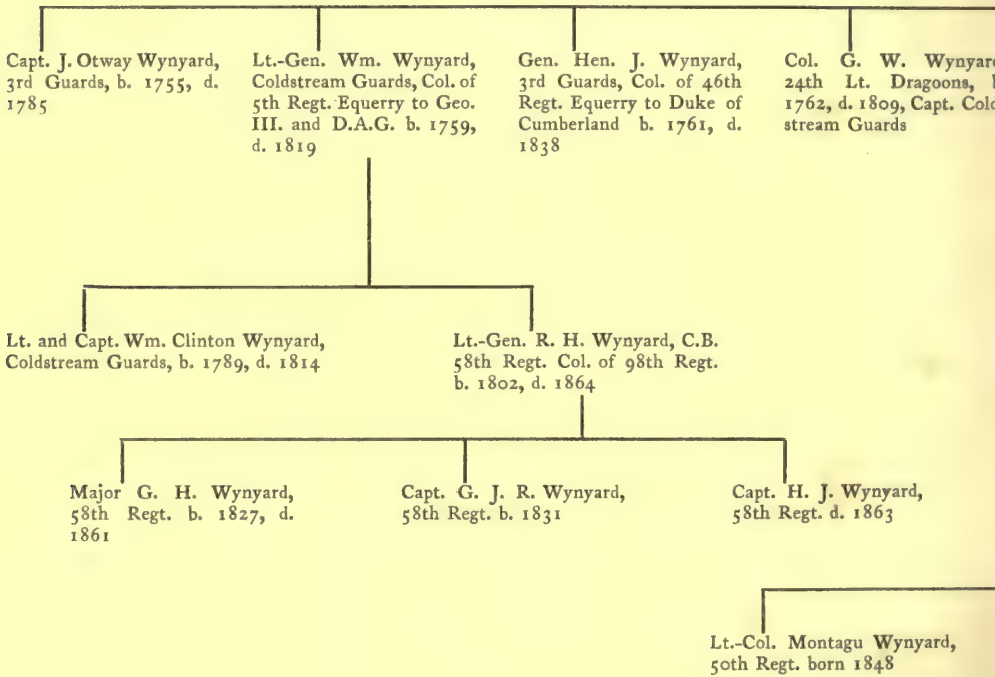 Capt. J. Otway Wynyard,
3rd Guards, b. 1755, d.
1785
Lt.-Gen. Wm. Wynyard,
Coldstream Guards, Col. of
5th Regt. Equerry to Geo.
III. and D.A.G. b. 1759,
d. 1819
Gen. Hen. J. Wynyard,
3rd Guards, Col. of 46th
Regt. Equerry to Duke of
Cumberland b. 1761, d.
1838
Col. G. W. Wynyard
24th Lt. Dragoons, b
1762, d. 1809, Capt. Cold
stream Guards
Lt. and Capt. Wm. Clinton Wynyard,
Coldstream Guards, b. 1789, d. 1814
Lt.-Gen. R. H. Wynyard, C.B.
58th Regt. Col. of 98th Regt.
b. 1802, d. 1864
Major G. H. Wynyard,
58th Regt. b. 1827, d.
1861
Capt. G. J. R. Wynyard,
58th Regt. b. 1831
Capt. H. J. Wynyard,
58th Regt. d. 1863
Lt.-Col. Montagu Wynyard,
50th Regt. born 1848